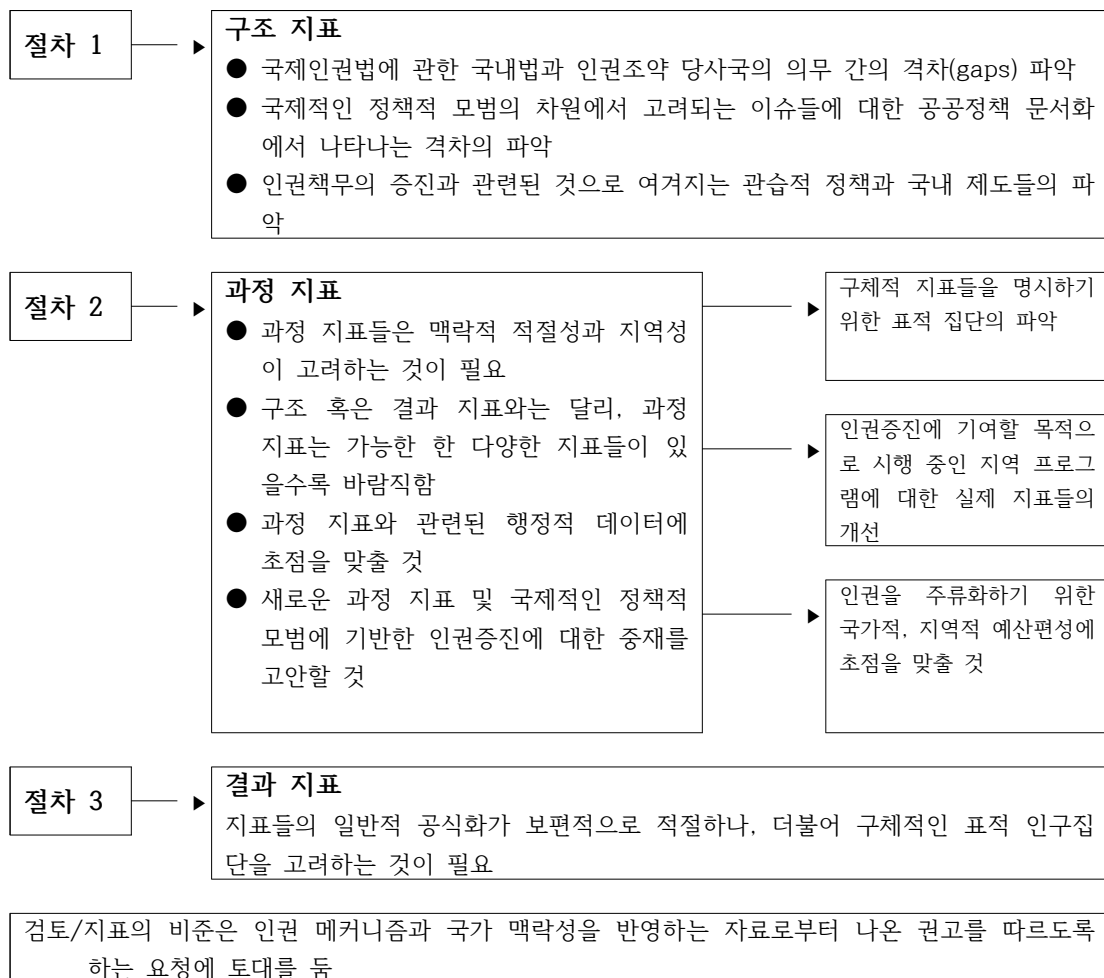 절차 1
구조 지표
● 국제인권법에 관한 국내법과 인권조약 당사국의 의무 간의 격차(gaps) 파악
● 국제적인 정책적 모범의 차원에서 고려되는 이슈들에 대한 공공정책 문서화
에서 나타나는 격차의 파악
● 인권책무의 증진과 관련된 것으로 여겨지는 관습적 정책과 국내 제도들의 파
악
절차 2
과정 지표
● 과정 지표들은 맥락적 적절성과 지역성
이 고려하는 것이 필요
● 구조 혹은 결과 지표와는 달리, 과정
지표는 가능한 한 다양한 지표들이 있
을수록 바람직함
● 과정 지표와 관련된 행정적 데이터에
초점을 맞출 것
● 새로운 과정 지표 및 국제적인 정책적
모범에 기반한 인권증진에 대한 중재를
고안할 것
구체적 지표들을 명시하기
위한 표적 집단의 파악
인권증진에 기여할 목적으
로 시행 중인 지역 프로그
램에 대한 실제 지표들의
개선
인권을 주류화하기 위한
국가적, 지역적 예산편성에
초점을 맞출 것
절차 3
결과 지표
지표들의 일반적 공식화가 보편적으로 적절하나, 더불어 구체적인 표적 인구집
단을 고려하는 것이 필요
검토/지표의 비준은 인권 메커니즘과 국가 맥락성을 반영하는 자료로부터 나온 권고를 따르도록
하는 요청에 토대를 둠